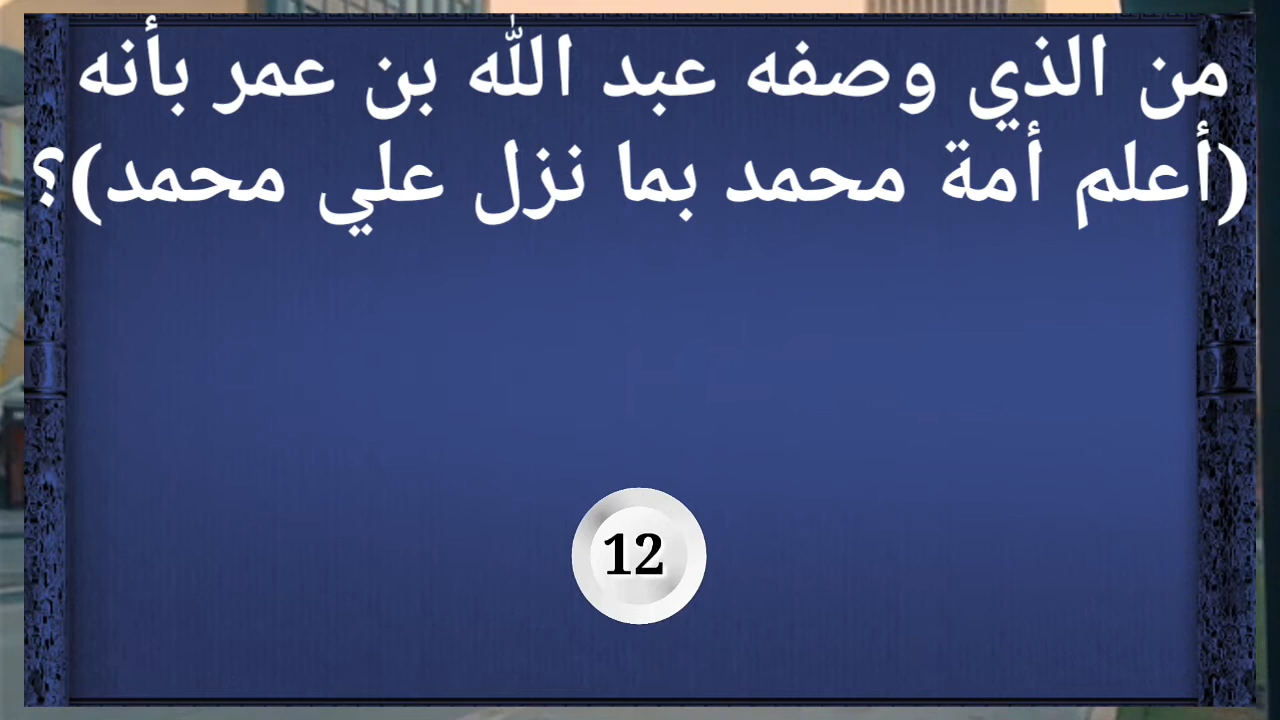 من الذي وصفه عبد الله بن عمر بأنه
(أعلم أمة محمد بما نزل علي محمد)؟
12